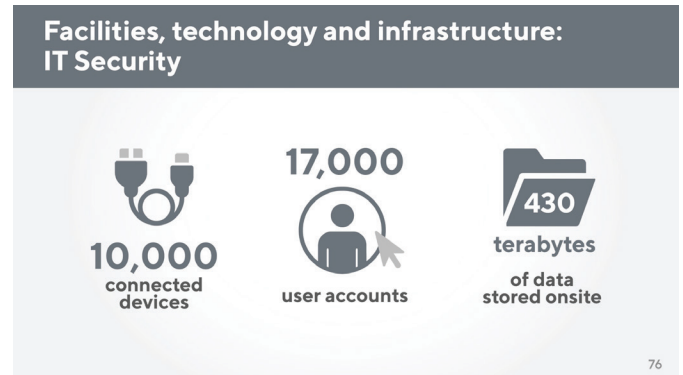 Facilities, technology and infrastructure:
IT Security
10,000
connected
devices
17,000
user accounts
430
terabytes
of data
stored onsite
76